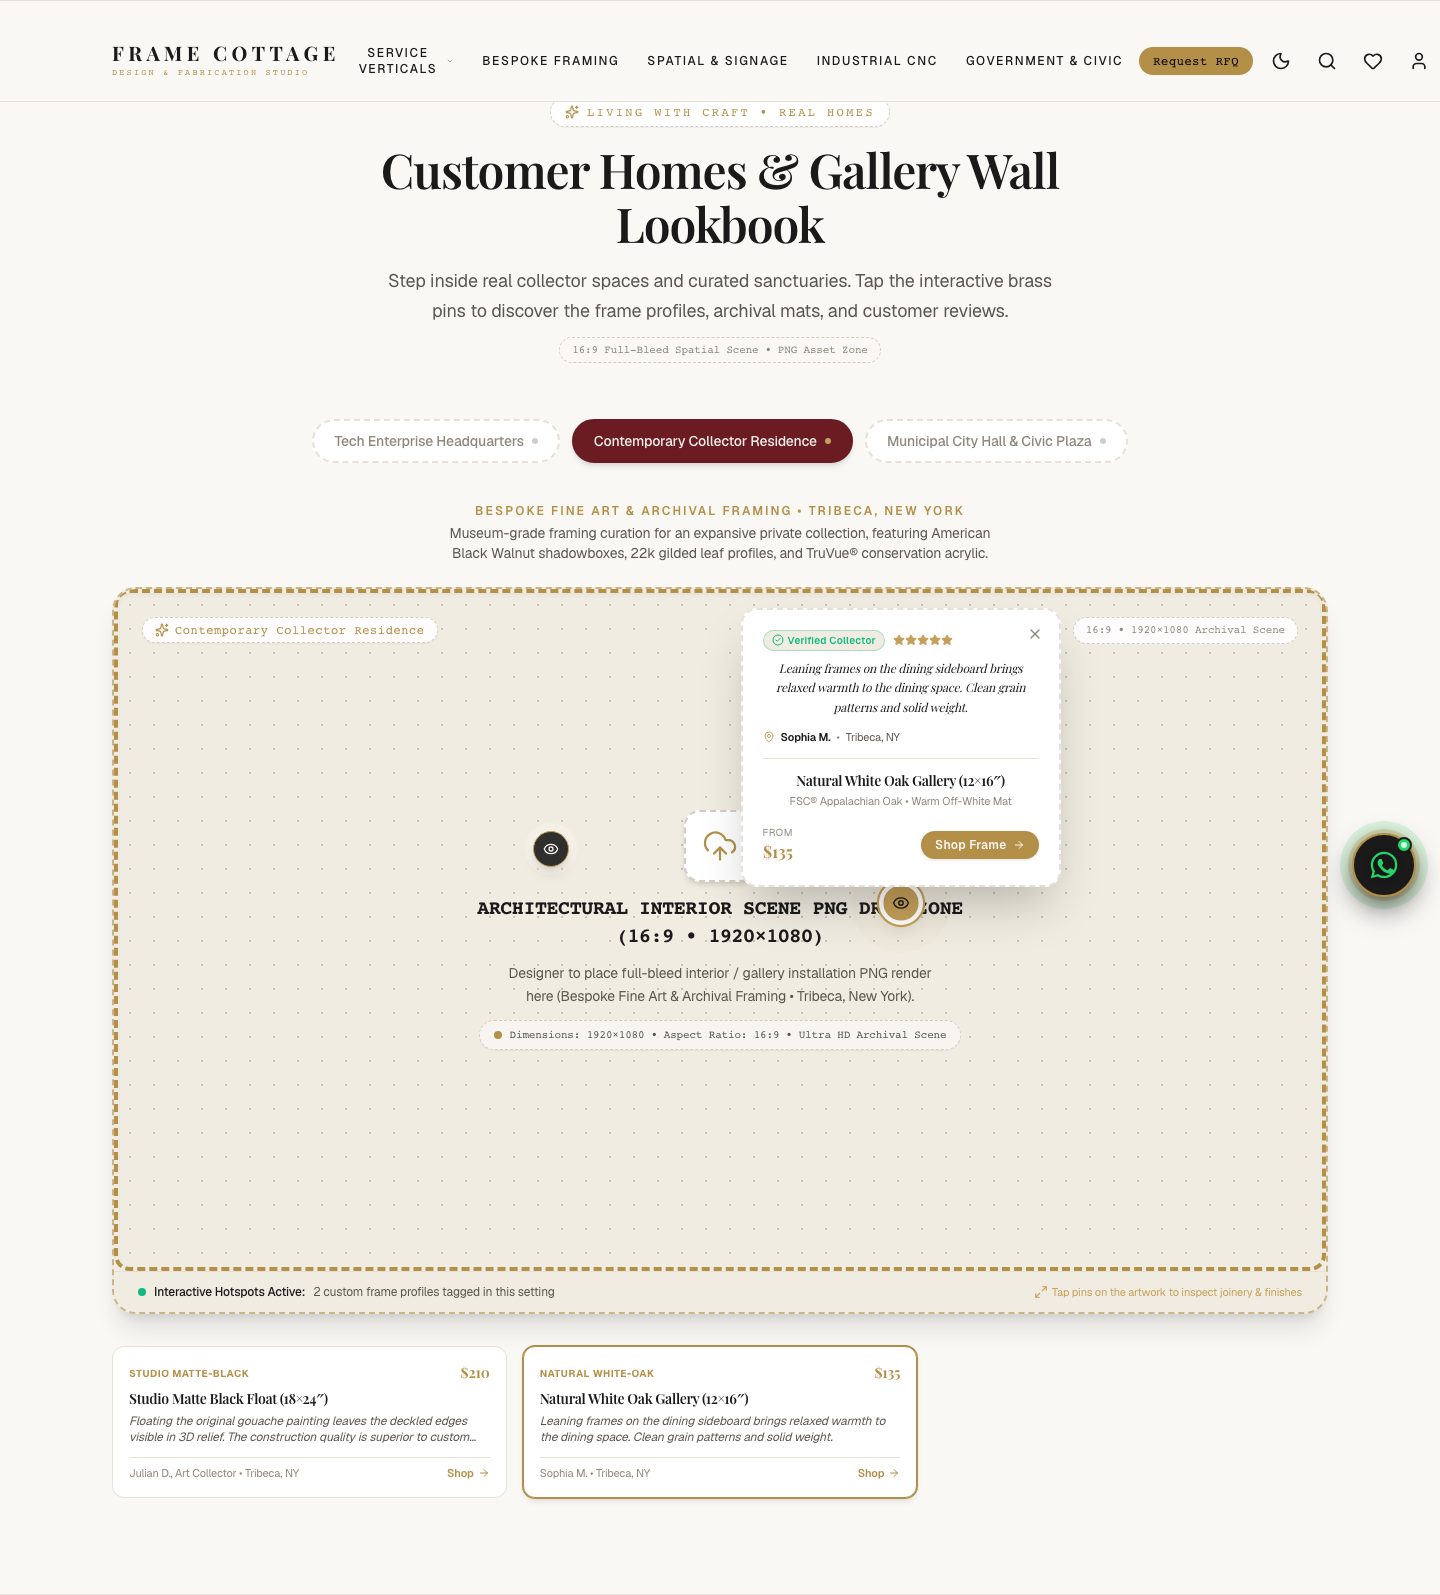 FRAME COTTAGE
DESIGN & FABRICATION STUDIO
SERVICE
VERTICALS
BESPOKE FRAMING
SPATIAL & SIGNAGE
INDUSTRIAL CNC
GOVERNMENT & CIVIC
Request RFQ
LIVING WITH CRAFT • REAL HOMES
Customer Homes & Gallery Wall
Lookbook
Step inside real collector spaces and curated sanctuaries. Tap the interactive brass
pins to discover the frame profiles, archival mats, and customer reviews.
16:9 Full-Bleed Spatial Scene • PNG Asset Zone
Tech Enterprise Headquarters
Contemporary Collector Residence
Municipal City Hall & Civic Plaza
BESPOKE FINE ART & ARCHIVAL FRAMING • TRIBECA, NEW YORK
Museum-grade framing curation for an expansive private collection, featuring American
Black Walnut shadowboxes, 22k gilded leaf profiles, and TruVue® conservation acrylic.
Contemporary Collector Residence
16:9 • 1920×1080 Archival Scene
Verified Collector
Leaning frames on the dining sideboard brings
relaxed warmth to the dining space. Clean grain
patterns and solid weight.
Sophia M. • Tribeca, NY
Natural White Oak Gallery (12×16″)
FSC® Appalachian Oak • Warm Off-White Mat
FROM
$135
Shop Frame
ARCHITECTURAL INTERIOR SCENE PNG DR ZONE
(16:9 • 1920×1080)
Designer to place full-bleed interior / gallery installation PNG render
here (Bespoke Fine Art & Archival Framing • Tribeca, New York).
Dimensions: 1920×1080 • Aspect Ratio: 16:9 • Ultra HD Archival Scene
Interactive Hotspots Active: 2 custom frame profiles tagged in this setting
Tap pins on the artwork to inspect joinery & finishes
STUDIO MATTE-BLACK
$210
Studio Matte Black Float (18×24″)
Floating the original gouache painting leaves the deckled edges
visible in 3D relief. The construction quality is superior to custom…
Julian D., Art Collector • Tribeca, NY
Shop
NATURAL WHITE-OAK
$135
Natural White Oak Gallery (12×16″)
Leaning frames on the dining sideboard brings relaxed warmth to
the dining space. Clean grain patterns and solid weight.
Sophia M. • Tribeca, NY
Shop